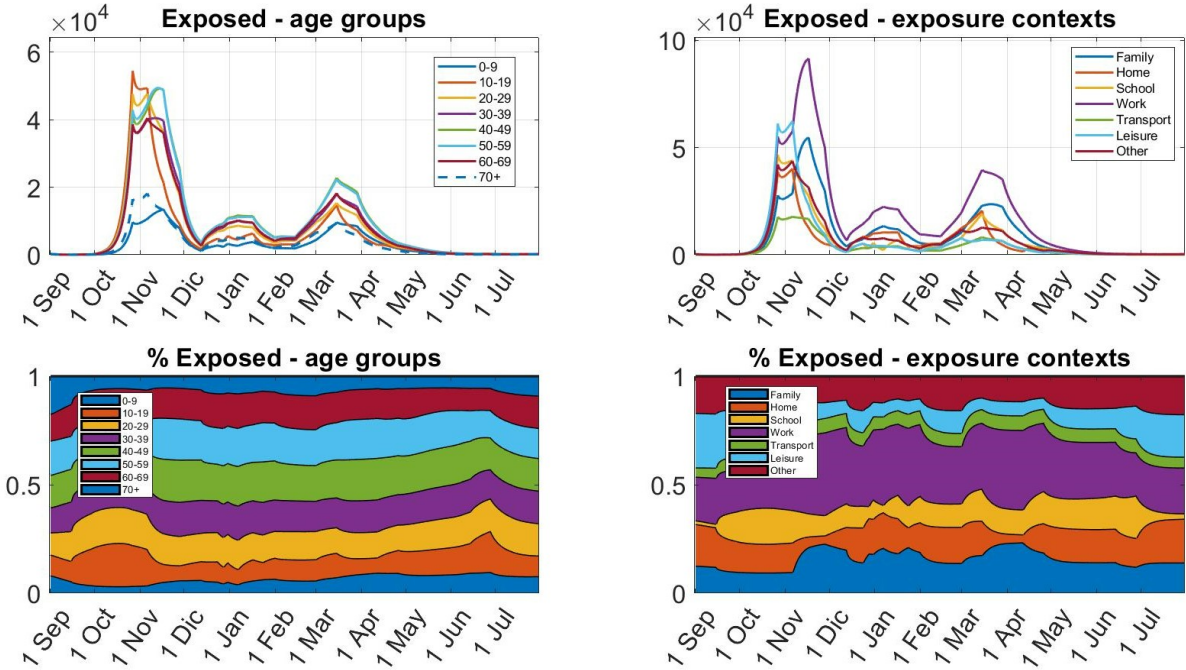 Exposed - age groups
×10⁴
6
4
2
0
0-9
10-19
20-29
30-39
40-49
50-59
60-69
70+
1 Sep
1 Oct
1 Nov
1 Dic
1 Jan
1 Feb
1 Mar
1 Apr
1 May
1 Jun
1 Jul
Exposed - exposure contexts
×10⁴
10
5
0
Family
Home
School
Work
Transport
Leisure
Other
1 Sep
1 Oct
1 Nov
1 Dic
1 Jan
1 Feb
1 Mar
1 Apr
1 May
1 Jun
1 Jul
% Exposed - age groups
1
0.5
0
0-9
10-19
20-29
30-39
40-49
50-59
60-69
70+
1 Sep
1 Oct
1 Nov
1 Dic
1 Jan
1 Feb
1 Mar
1 Apr
1 May
1 Jun
1 Jul
% Exposed - exposure contexts
1
0.5
0
Family
Home
School
Work
Transport
Leisure
Other
1 Sep
1 Oct
1 Nov
1 Dic
1 Jan
1 Feb
1 Mar
1 Apr
1 May
1 Jun
1 Jul